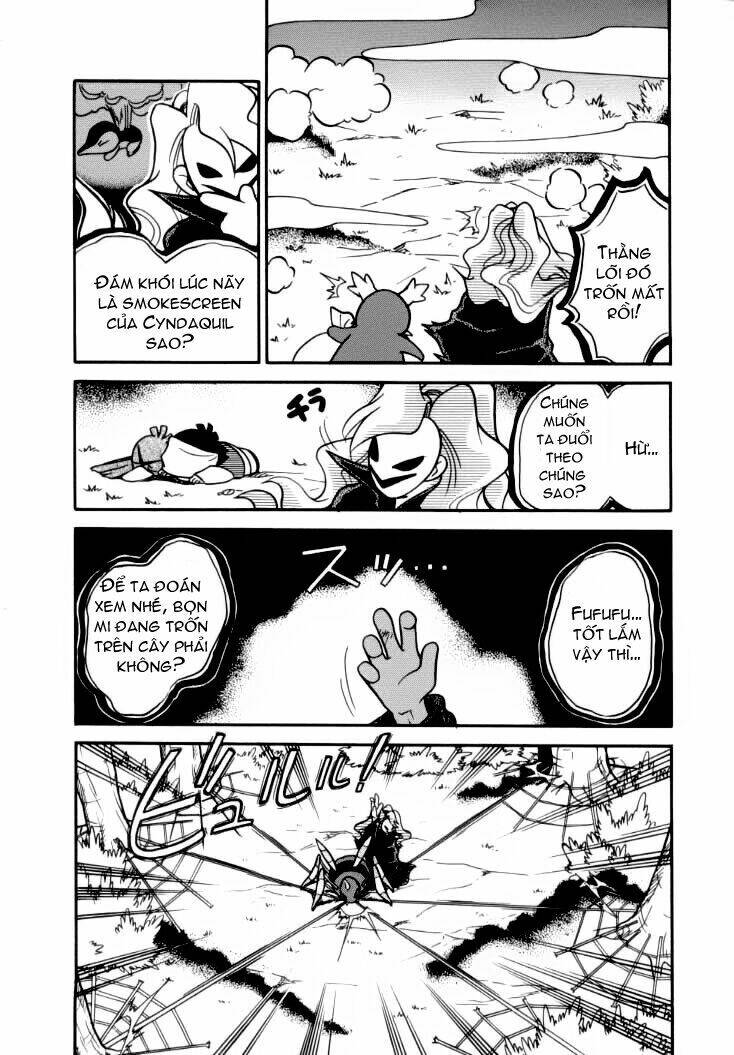 THẰNG
LỎI ĐÓ
TRỐN MẤT
RỒI!
ĐÁM KHÓI LÚC NÃY
LÀ SMOKESCREEN
CỦA CYNDAQUIL
SAO?
HỪ...
CHÚNG
MUỐN
TA ĐUỔI
THEO
CHÚNG
SAO?
チラ
FUFUFU...
TỐT LẮM
VẬY THÌ...
スッ...
ĐỂ TA ĐOÁN
XEM NHÉ, BỌN
MI ĐANG TRỐN
TRÊN CÂY PHẢI
KHÔNG?
ビュルル!